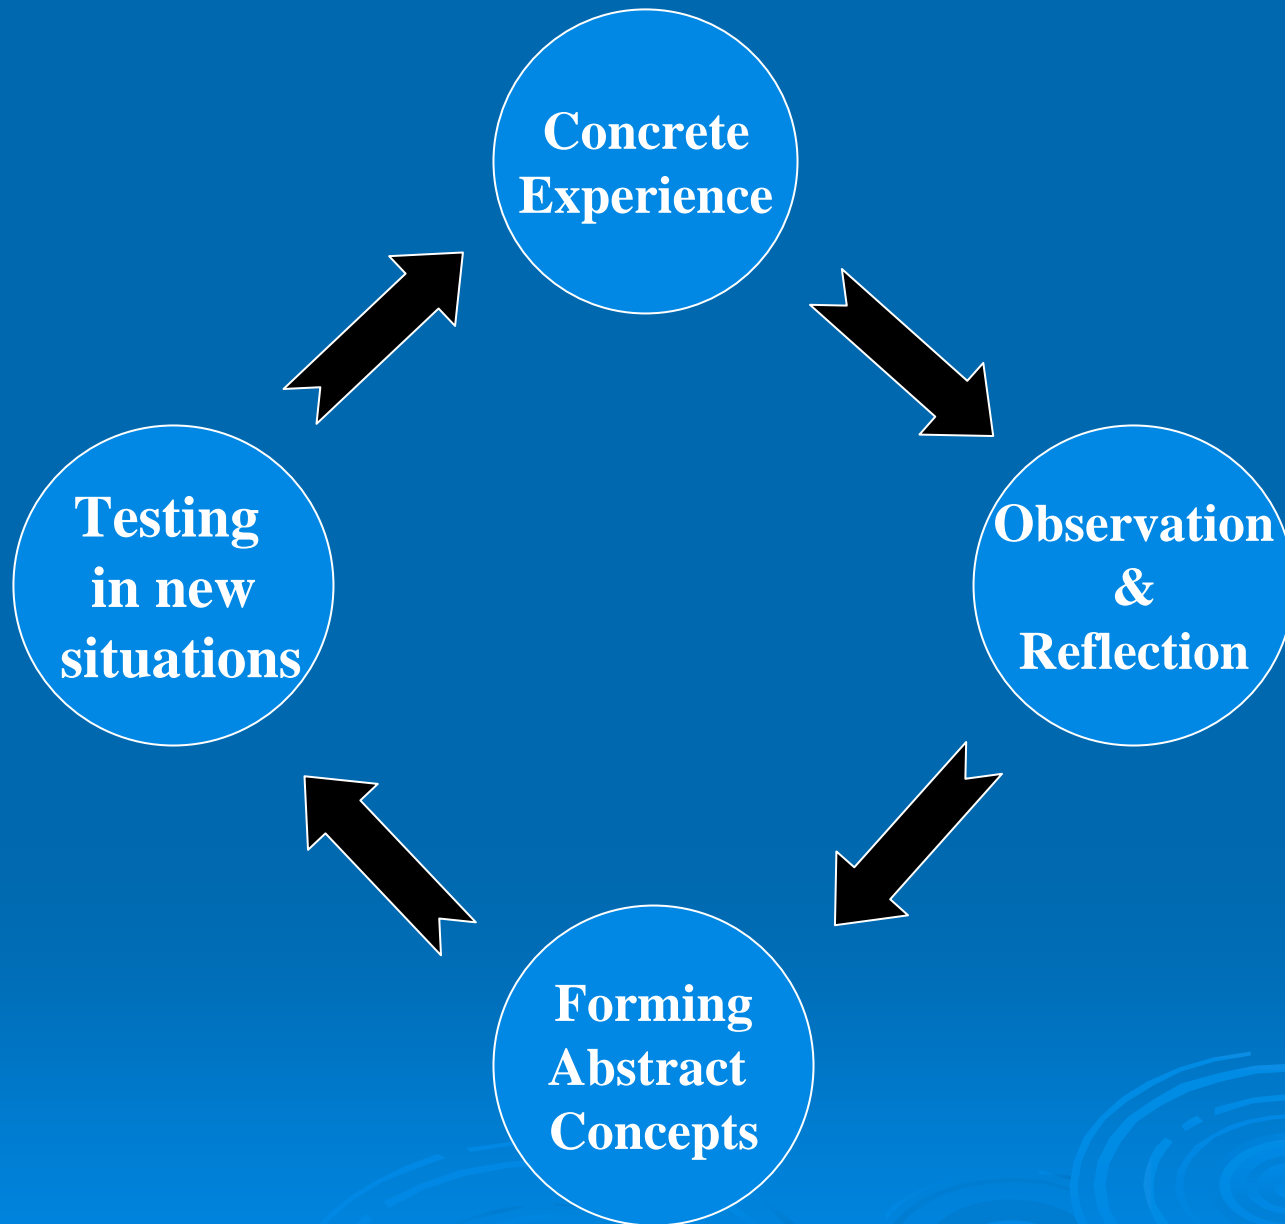 Concrete
Experience
Observation
&
Reflection
Forming
Abstract
Concepts
Testing
in new
situations